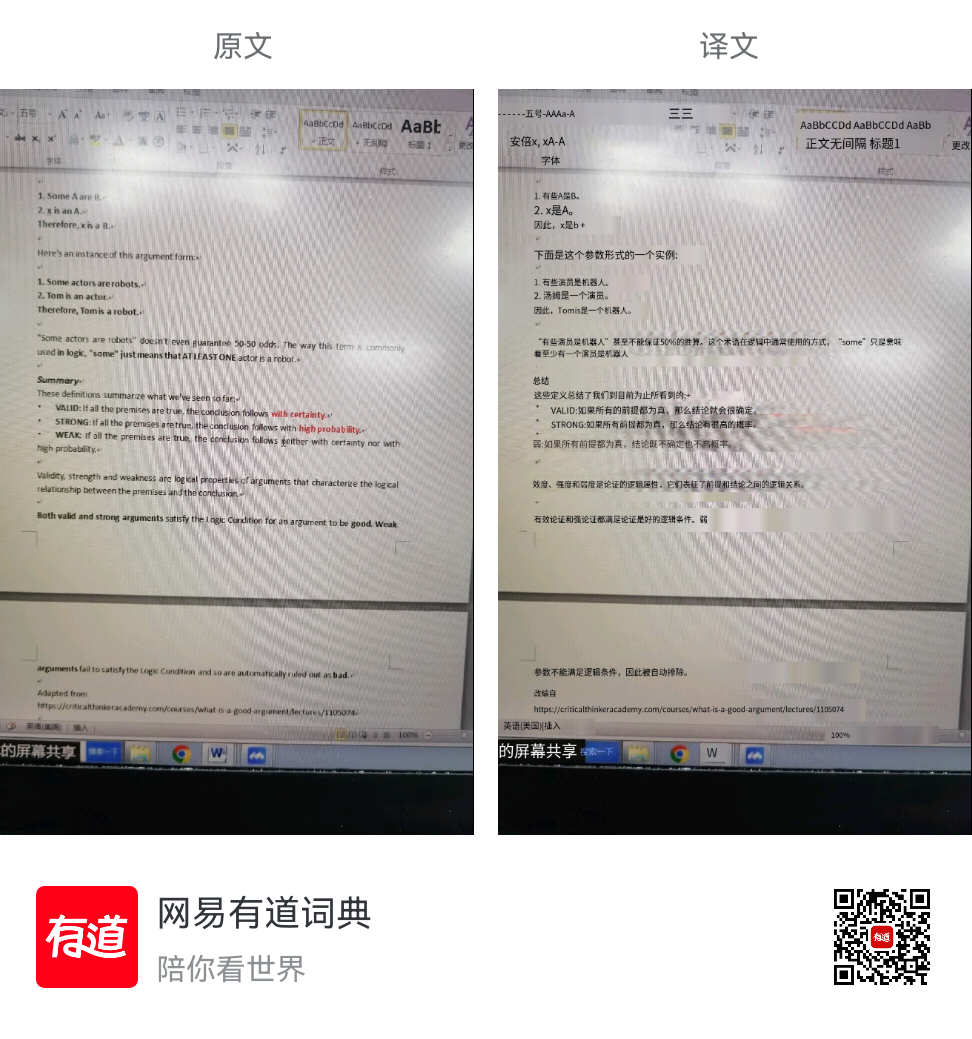 原文
译文
五号
AaBbCcDd AaBbCcDd AaBb
正文 无间隔 标题 1
更改
字体
样式
1. Some A are B.
2. x is an A.
Therefore, x is a B.
Here's an instance of this argument form:
1. Some actors are robots.
2. Tom is an actor.
Therefore, Tom is a robot.
"Some actors are robots" doesn't even guarantee 50-50 odds. The way this term is commonly
used in logic, "some" just means that AT LEAST ONE actor is a robot.
Summary
These definitions summarize what we've seen so far:
VALID: If all the premises are true, the conclusion follows with certainty.
STRONG: If all the premises are true, the conclusion follows with high probability.
WEAK: if all the premises are true, the conclusion follows neither with certainty nor with
high probability.
Validity, strength and weakness are logical properties of arguments that characterize the logical
relationship between the premises and the conclusion.
Both valid and strong arguments satisfy the Logic Condition for an argument to be good. Weak
arguments fail to satisfy the Logic Condition and so are automatically ruled out as bad.
Adapted from
https://criticalthinkeracademy.com/courses/what-is-a-good-argument/lectures/1105074
英语(美国) 插入
100%
的屏幕共享 搜索一下
------五号-AAAa-A
三三
AaBbCCDd AaBbCCDd AaBb
安倍x, xA-A
正文无间隔 标题1
更改
字体
样式
1. 有些A是B。
2. x是A。
因此，x是b +
下面是这个参数形式的一个实例:
1. 有些演员是机器人。
2. 汤姆是一个演员。
因此，Tomis是一个机器人。
“有些演员是机器人”甚至不能保证50%的胜算。这个术语在逻辑中通常使用的方式，“some”只是意味
着至少有一个演员是机器人
总结
这些定义总结了我们到目前为止所看到的:+
VALID:如果所有的前提都为真，那么结论就会很确定。
STRONG:如果所有前提都为真，那么结论有很高的概率。
弱:如果所有前提都为真，结论既不确定也不高概率。
效度、强度和弱度是论证的逻辑属性，它们表征了前提和结论之间的逻辑关系。
有效论证和强论证都满足论证是好的逻辑条件。弱
参数不能满足逻辑条件，因此被自动排除。
改编自
https://criticalthinkeracademy.com/courses/what-is-a-good-argument/lectures/1105074
英语(美国)|插入
100%
的屏幕共享 搜索一下
W
有道
网易有道词典
陪你看世界
有道